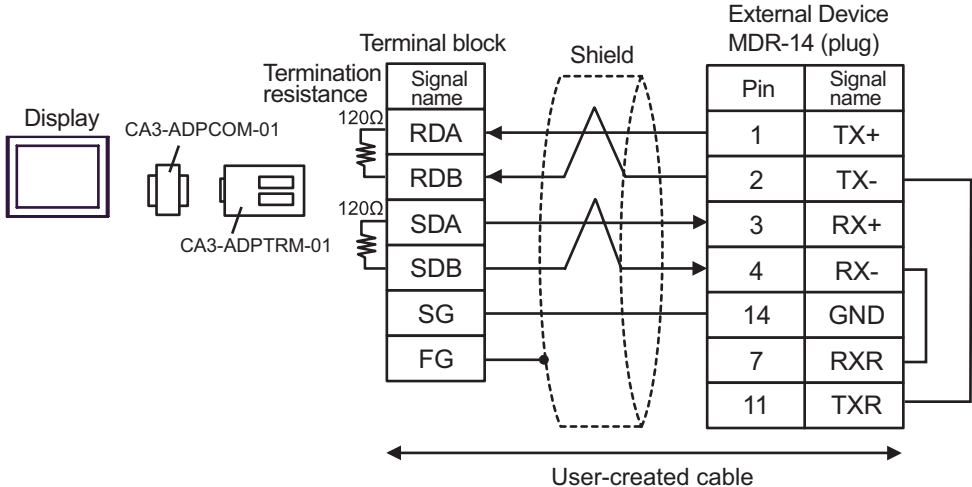 Display
CA3-ADPCOM-01
CA3-ADPTRM-01
Termination
resistance
120Ω
120Ω
Terminal block
Signal
name
RDA
RDB
SDA
SDB
SG
FG
Shield
External Device
MDR-14 (plug)
Pin Signal
name
1 TX+
2 TX-
3 RX+
4 RX-
14 GND
7 RXR
11 TXR
User-created cable